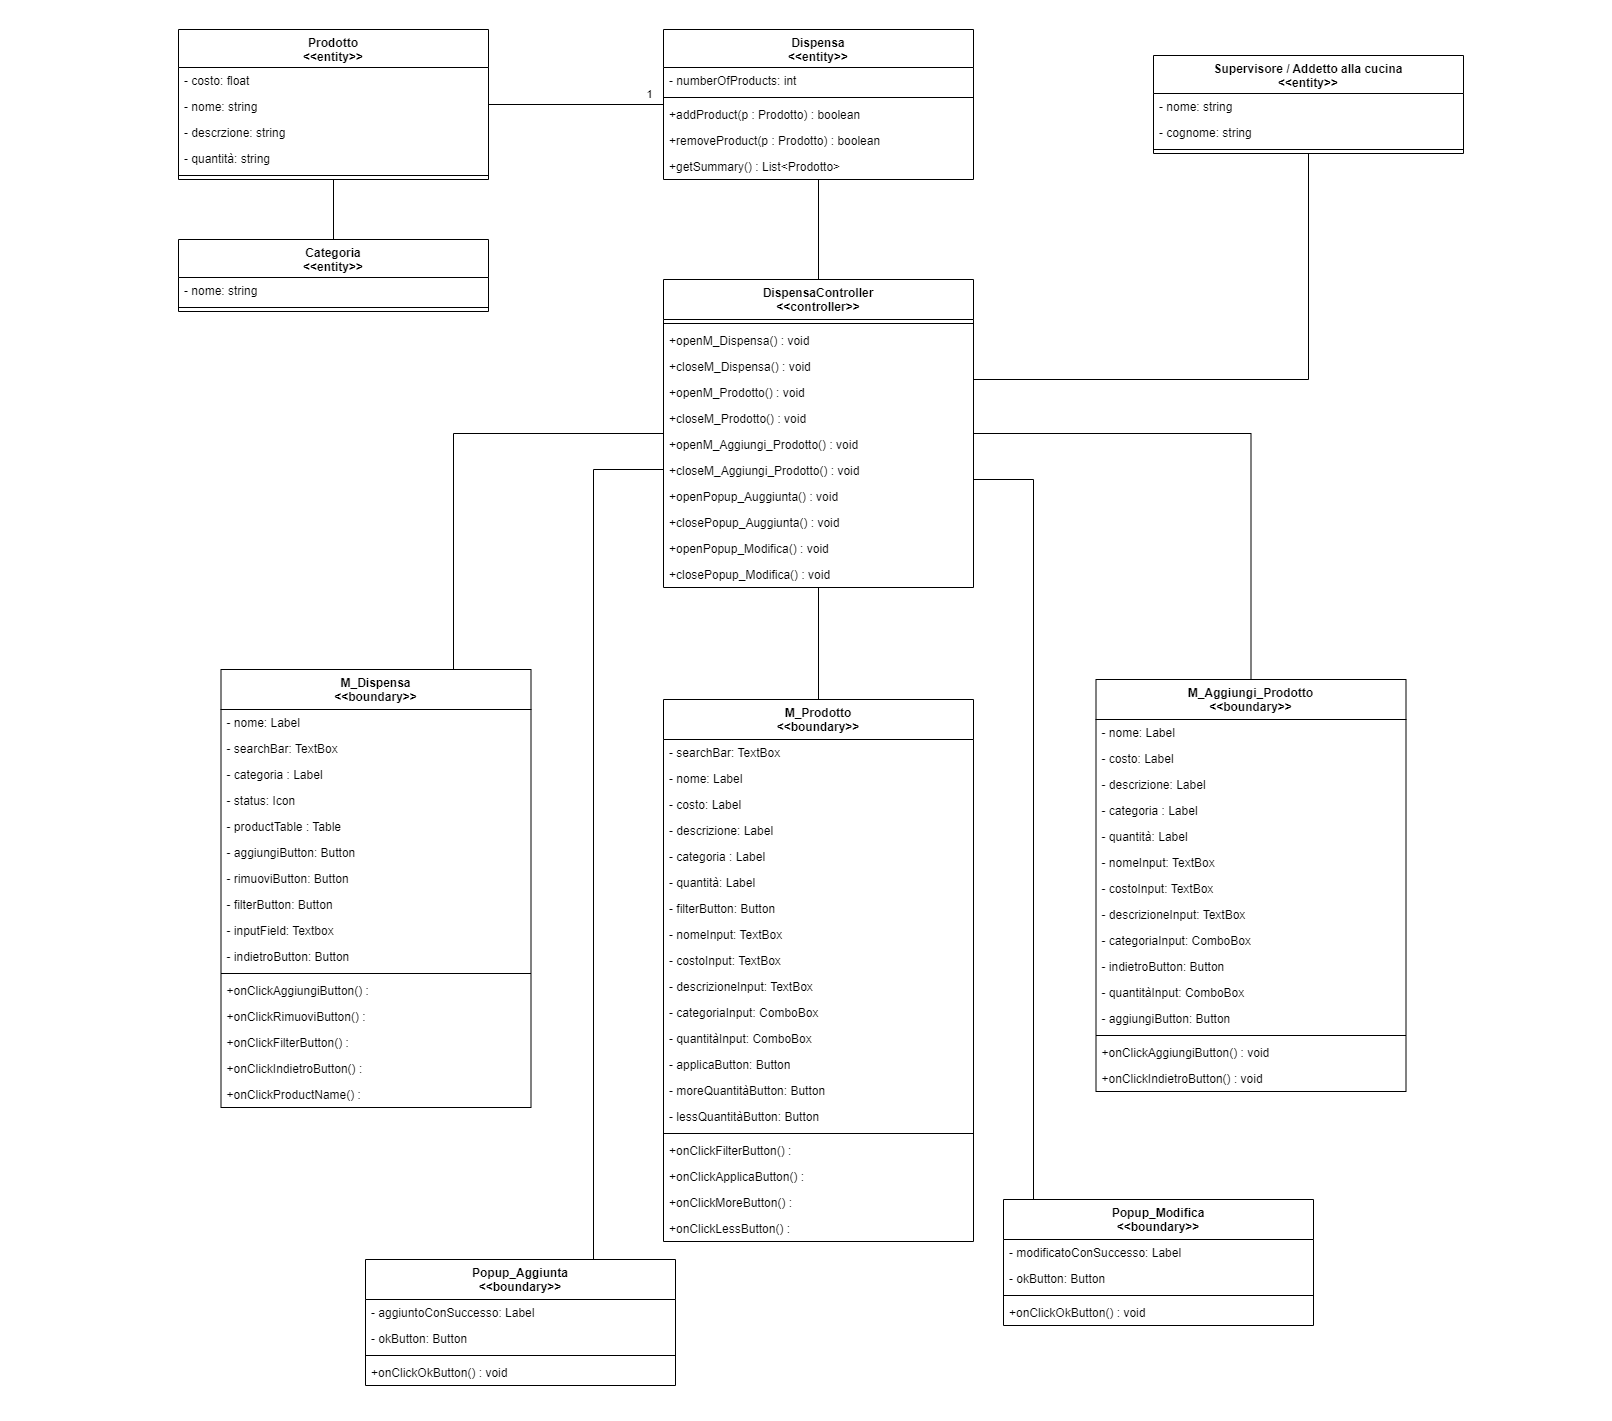 Prodotto
<<entity>>
- costo: float
- nome: string
- descrzione: string
- quantità: string
1
Dispensa
<<entity>>
- numberOfProducts: int
+addProduct(p : Prodotto) : boolean
+removeProduct(p : Prodotto) : boolean
+getSummary() : List<Prodotto>
Supervisore / Addetto alla cucina
<<entity>>
- nome: string
- cognome: string
Categoria
<<entity>>
- nome: string
DispensaController
<<controller>>
+openM_Dispensa() : void
+closeM_Dispensa() : void
+openM_Prodotto() : void
+closeM_Prodotto() : void
+openM_Aggiungi_Prodotto() : void
+closeM_Aggiungi_Prodotto() : void
+openPopup_Auggiunta() : void
+closePopup_Auggiunta() : void
+openPopup_Modifica() : void
+closePopup_Modifica() : void
M_Dispensa
<<boundary>>
- nome: Label
- searchBar: TextBox
- categoria : Label
- status: Icon
- productTable : Table
- aggiungiButton: Button
- rimuoviButton: Button
- filterButton: Button
- inputField: Textbox
- indietroButton: Button
+onClickAggiungiButton() :
+onClickRimuoviButton() :
+onClickFilterButton() :
+onClickIndietroButton() :
+onClickProductName() :
M_Prodotto
<<boundary>>
- searchBar: TextBox
- nome: Label
- costo: Label
- descrizione: Label
- categoria : Label
- quantità: Label
- filterButton: Button
- nomeInput: TextBox
- costoInput: TextBox
- descrizioneInput: TextBox
- categoriaInput: ComboBox
- quantitàInput: ComboBox
- applicaButton: Button
- moreQuantitàButton: Button
- lessQuantitàButton: Button
+onClickFilterButton() :
+onClickApplicaButton() :
+onClickMoreButton() :
+onClickLessButton() :
M_Aggiungi_Prodotto
<<boundary>>
- nome: Label
- costo: Label
- descrizione: Label
- categoria : Label
- quantità: Label
- nomeInput: TextBox
- costoInput: TextBox
- descrizioneInput: TextBox
- categoriaInput: ComboBox
- indietroButton: Button
- quantitàInput: ComboBox
- aggiungiButton: Button
+onClickAggiungiButton() : void
+onClickIndietroButton() : void
Popup_Aggiunta
<<boundary>>
- aggiuntoConSuccesso: Label
- okButton: Button
+onClickOkButton() : void
Popup_Modifica
<<boundary>>
- modificatoConSuccesso: Label
- okButton: Button
+onClickOkButton() : void